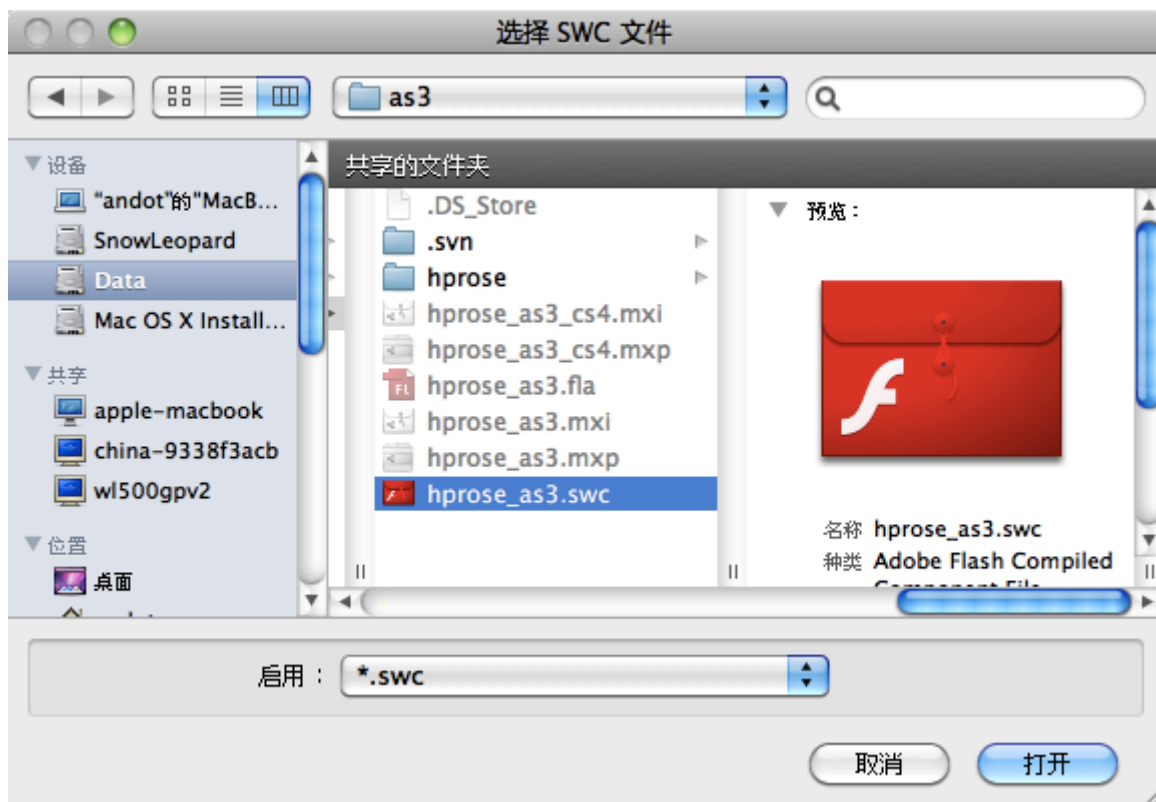 选择 SWC 文件
as3
设备
"andot"的"MacB...
SnowLeopard
Data
Mac OS X Install...
共享
apple-macbook
china-9338f3acb
wl500gpv2
位置
桌面
共享的文件夹
.DS_Store
.svn
hprose
hprose_as3_cs4.mxi
hprose_as3_cs4.mxp
hprose_as3.fla
hprose_as3.mxi
hprose_as3.mxp
hprose_as3.swc
预览：
名称 hprose_as3.swc
种类 Adobe Flash Compiled
Component File
启用： *.swc
取消
打开